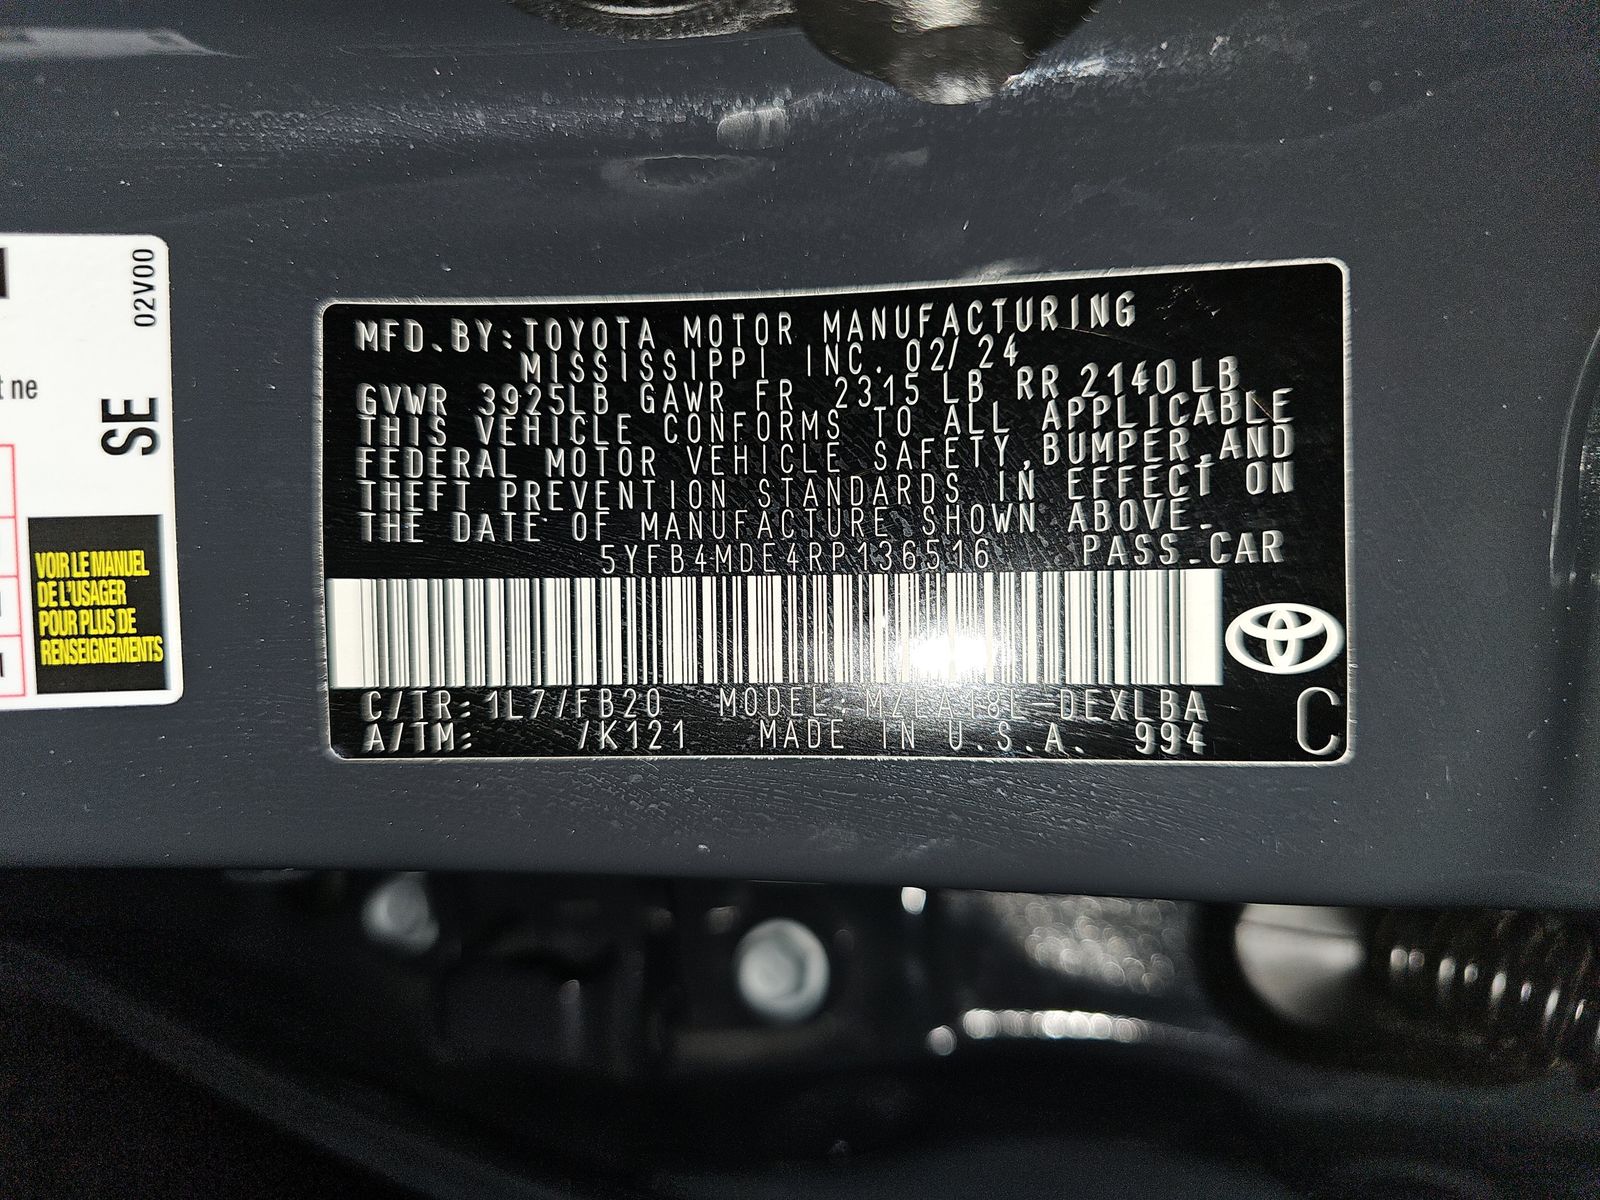 02V00
t ne
SE
VOIR LE MANUEL
DE L'USAGER
POUR PLUS DE
RENSEIGNEMENTS
MFD. BY: TOYOTA MOTOR MANUFACTURING
MISSISSIPPI INC. 02/24
GVWR 3925LB GAWR FR 2315 LB RR 2140 LB
THIS VEHICLE CONFORMS TO ALL APPLICABLE
FEDERAL MOTOR VEHICLE SAFETY, BUMPER, AND
THEFT PREVENTION STANDARDS IN EFFECT ON
THE DATE OF MANUFACTURE SHOWN ABOVE.
5YFB4MDE4RP136516 PASS. CAR
C/TR: 1L7/FB20 MODEL: MZEA18L-DEXLBA
A/TM: /K121 MADE IN U.S.A. 994
C